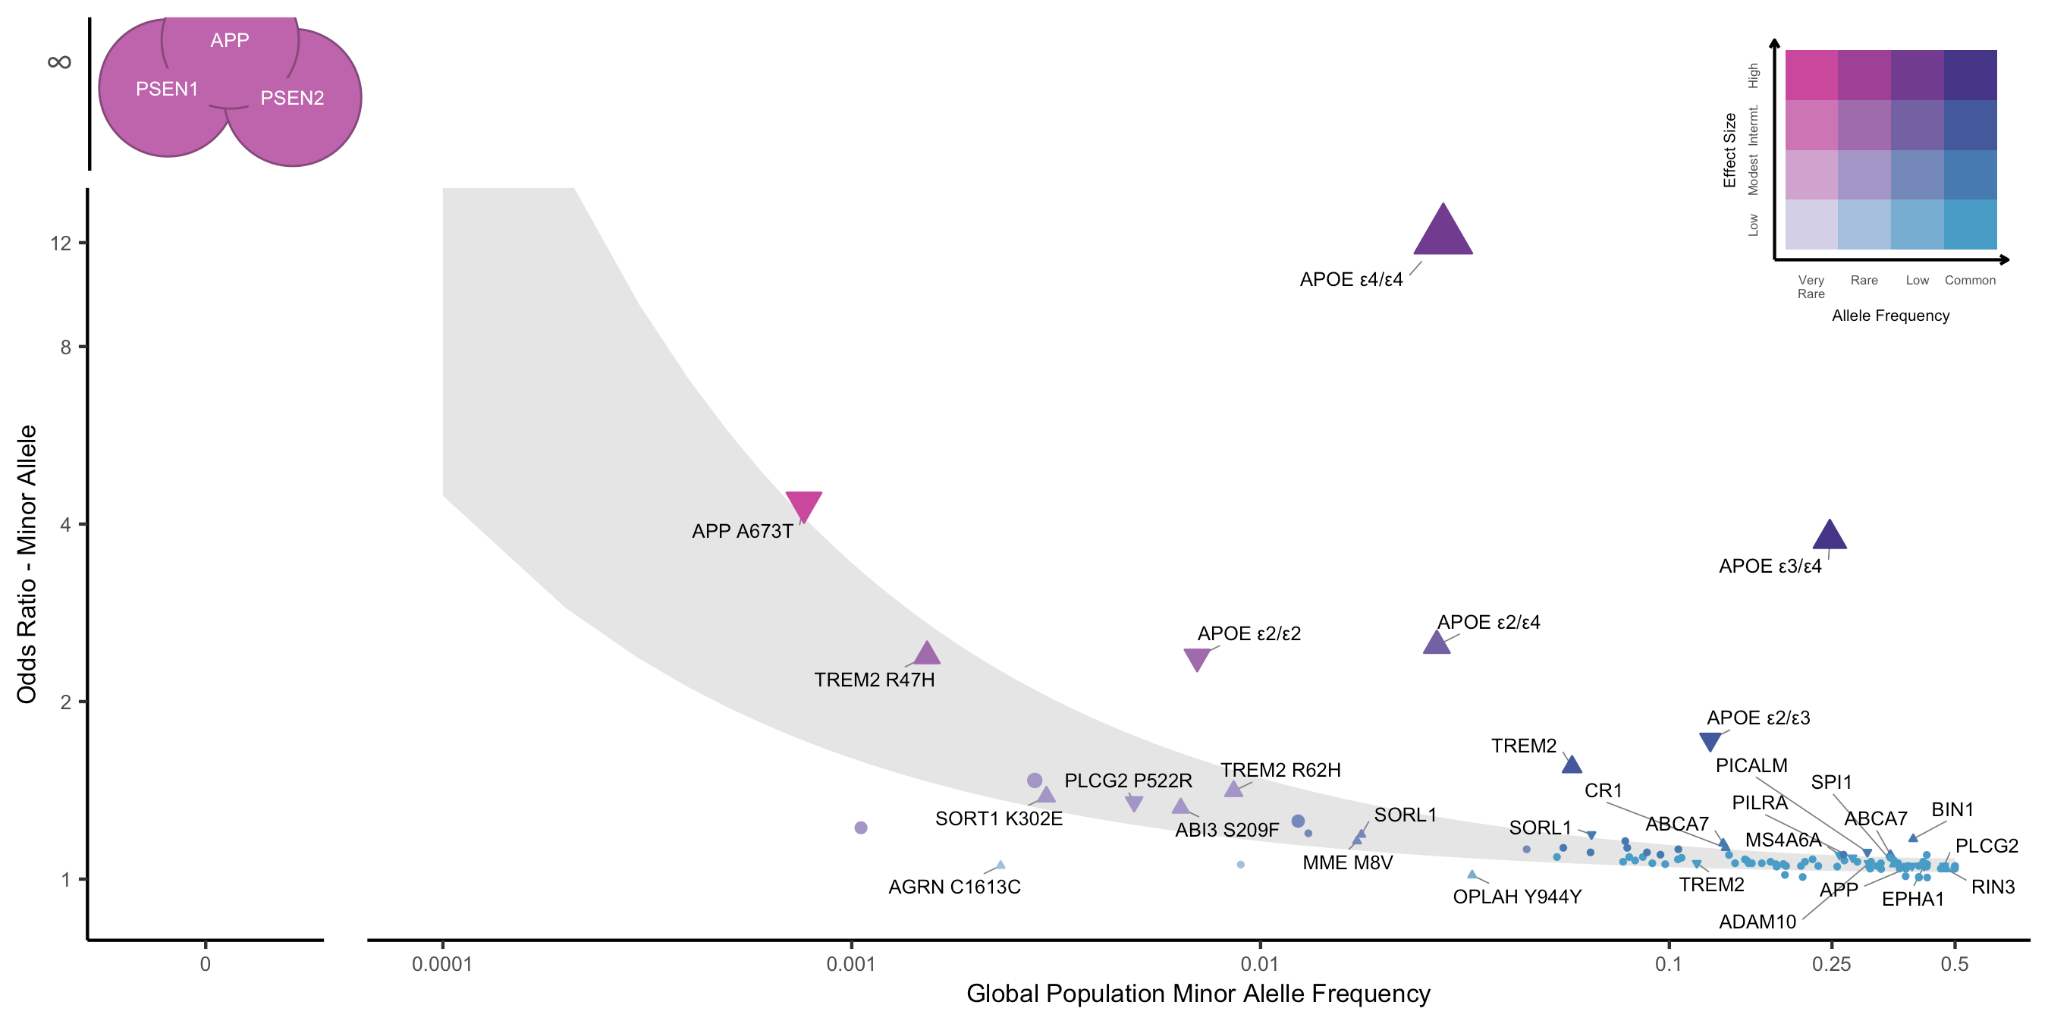 ∞
APP
PSEN1
PSEN2
High
Intermt.
Modest
Low
Effect Size
Very
Rare
Rare
Low
Common
Allele Frequency
12
8
4
2
1
Odds Ratio - Minor Allele
APOE ε4/ε4
APP A673T
APOE ε3/ε4
APOE ε2/ε2
APOE ε2/ε4
TREM2 R47H
APOE ε2/ε3
TREM2
PICALM
TREM2 R62H
PLCG2 P522R
SPI1
CR1
PILRA
BIN1
SORT1 K302E
SORL1
ABCA7
ABI3 S209F
SORL1
ABCA7
MS4A6A
PLCG2
MME M8V
AGRN C1613C
TREM2
APP
RIN3
OPLAH Y944Y
EPHA1
ADAM10
0
0.0001
0.001
0.01
0.1
0.25
0.5
Global Population Minor Alelle Frequency